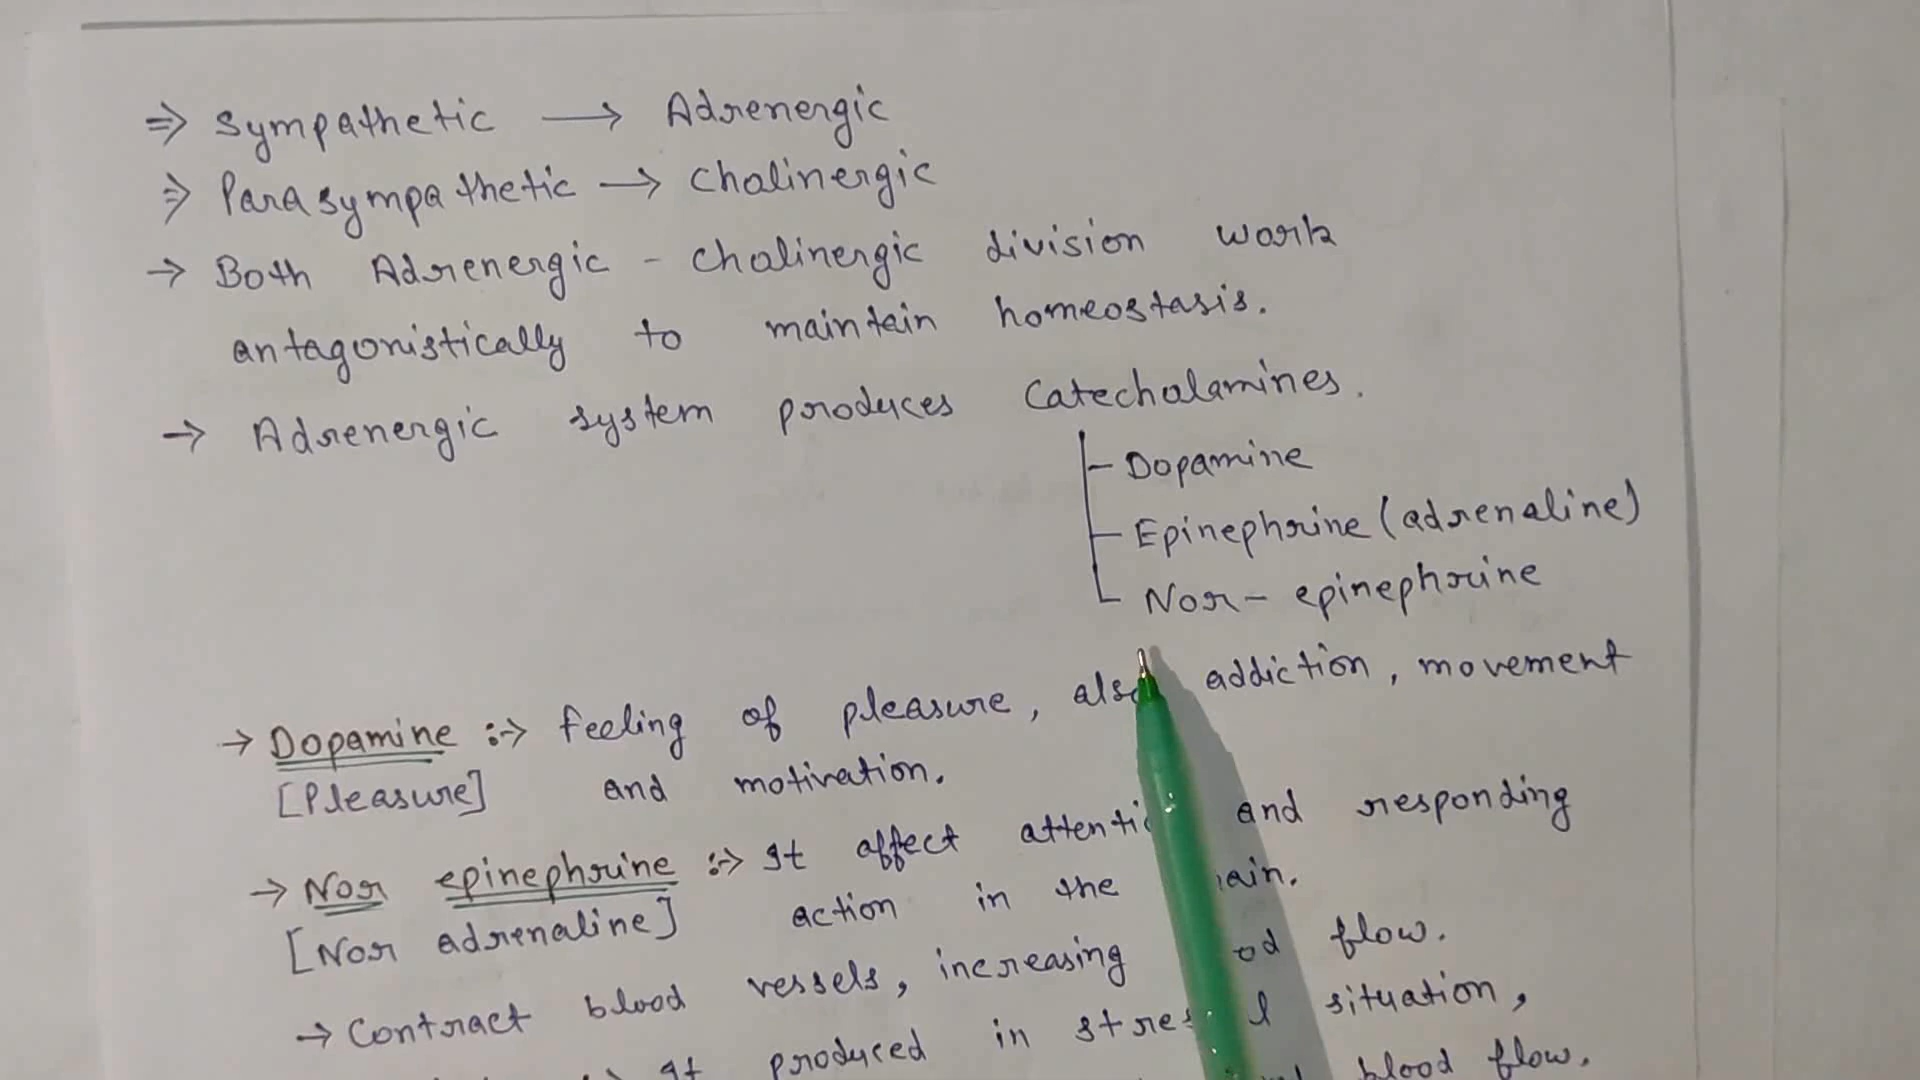 ⇒ Sympathetic → Adrenergic
⇒ Parasympathetic → Cholinergic
→ Both Adrenergic - cholinergic division work
antagonistically to maintain homeostasis.
→ Adrenergic system produces Catecholamines.
Dopamine
Epinephrine (adrenaline)
Nor-epinephrine
→ Dopamine :-> feeling of pleasure, also addiction, movement
[Pleasure] and motivation.
→ Nor epinephrine :-> It affect and responding
[Nor adrenaline] action in the
→ Contract blood vessels, increasing flow.
It produced in situation,
blood flow.